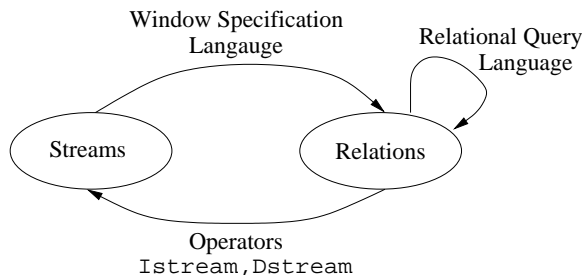 Window Specification
Langauge
Relational Query
Language
Streams
Relations
Operators
Istream,Dstream